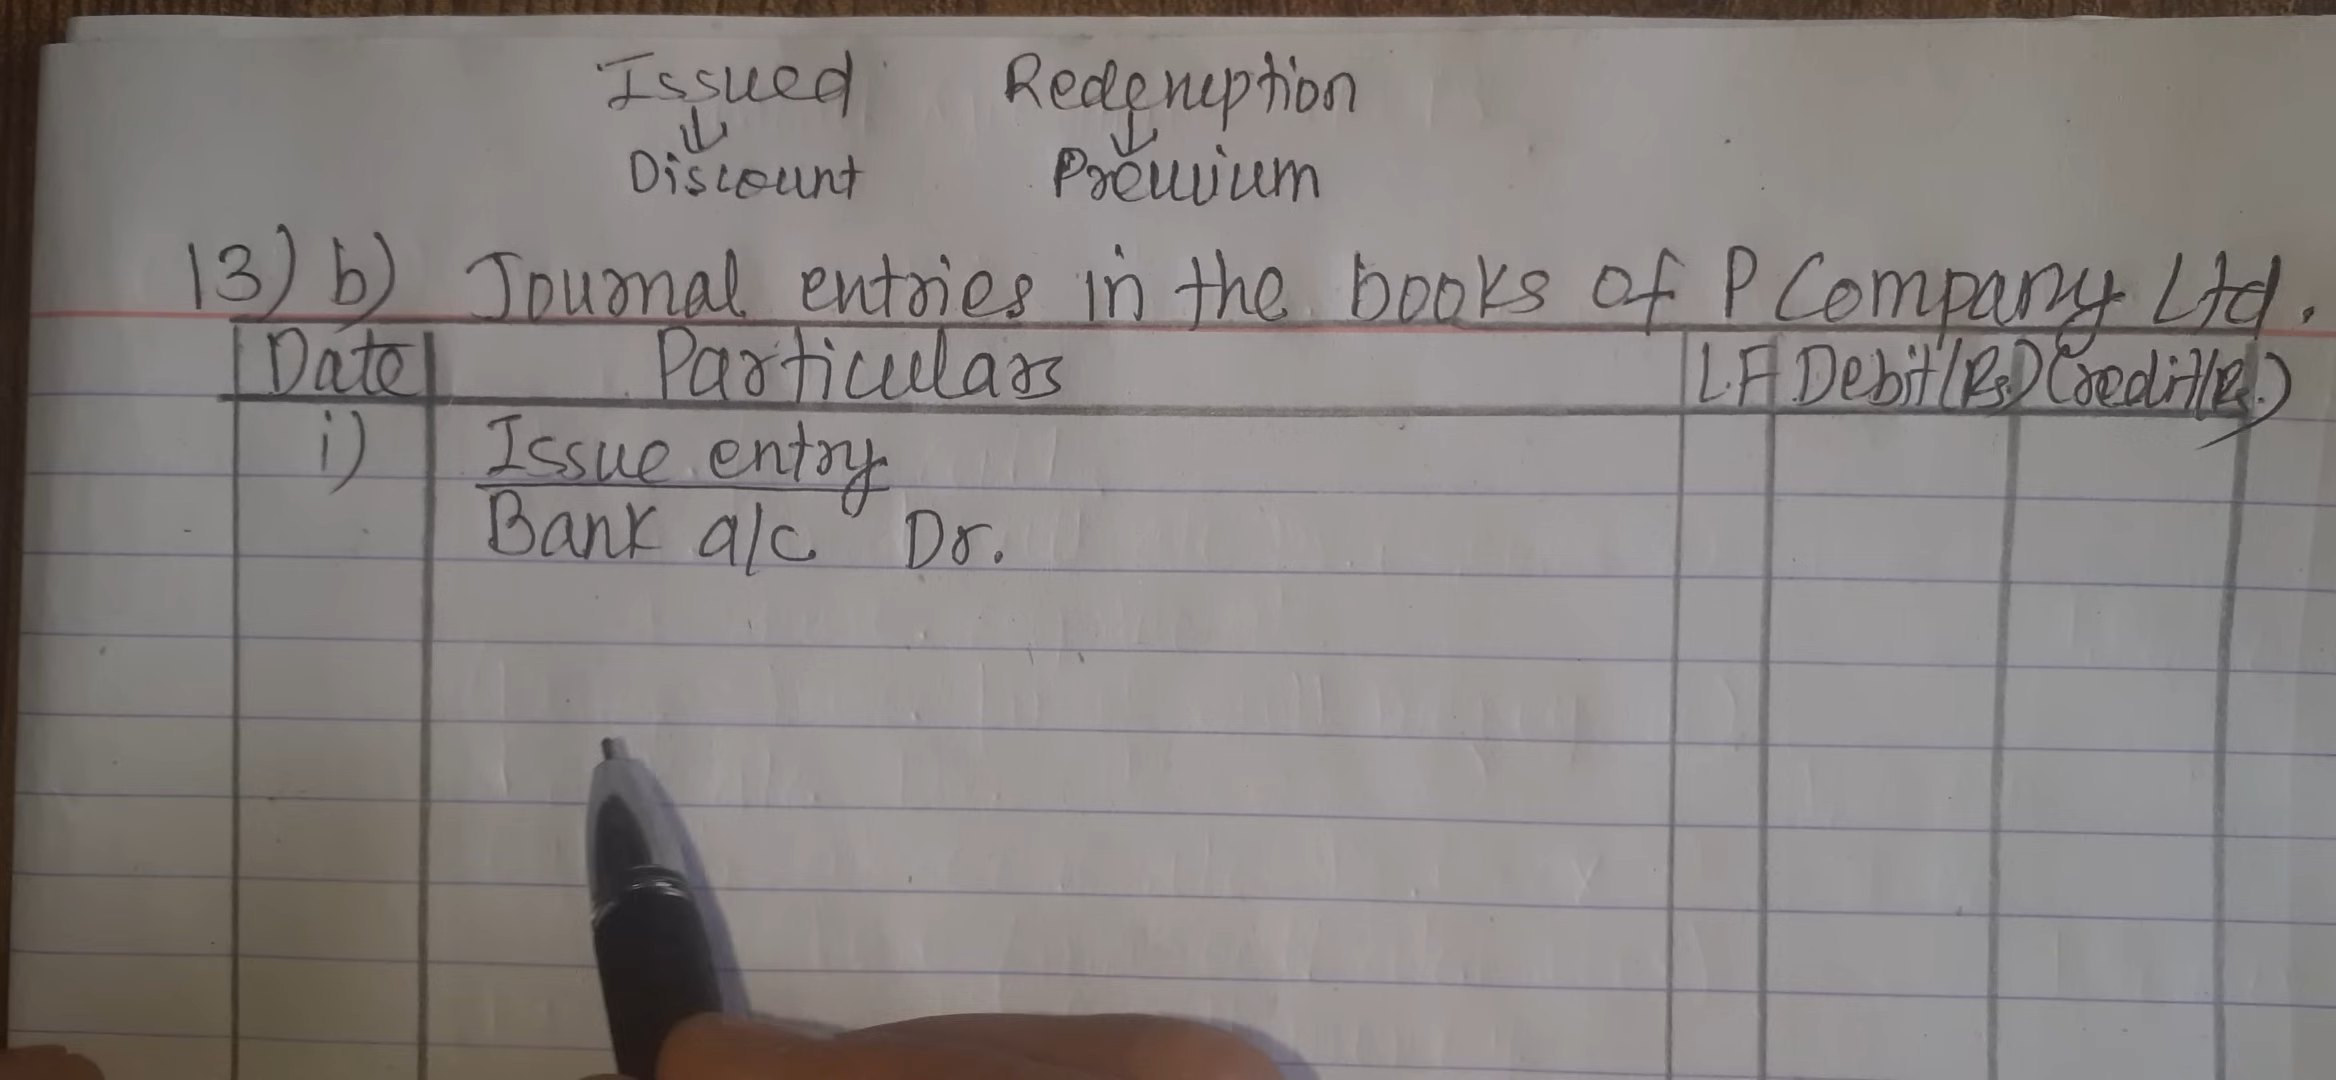 Issued Redemption
Discount Premium
13) b) Journal entries in the books of P Company Ltd.
Date Particulars LF Debit(Rs.) Credit(Rs.)
i) Issue entry
Bank a/c Dr.